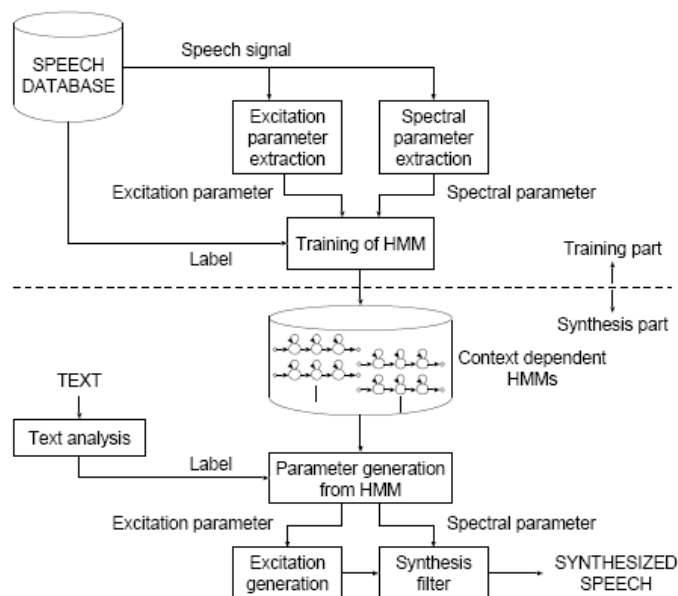 Speech signal
SPEECH
DATABASE
Excitation
parameter
extraction
Spectral
parameter
extraction
Excitation parameter
Spectral parameter
Training of HMM
Label
Training part
Synthesis part
Context dependent
HMMs
TEXT
Text analysis
Label
Parameter generation
from HMM
Excitation parameter
Spectral parameter
Excitation
generation
Synthesis
filter
SYNTHESIZED
SPEECH